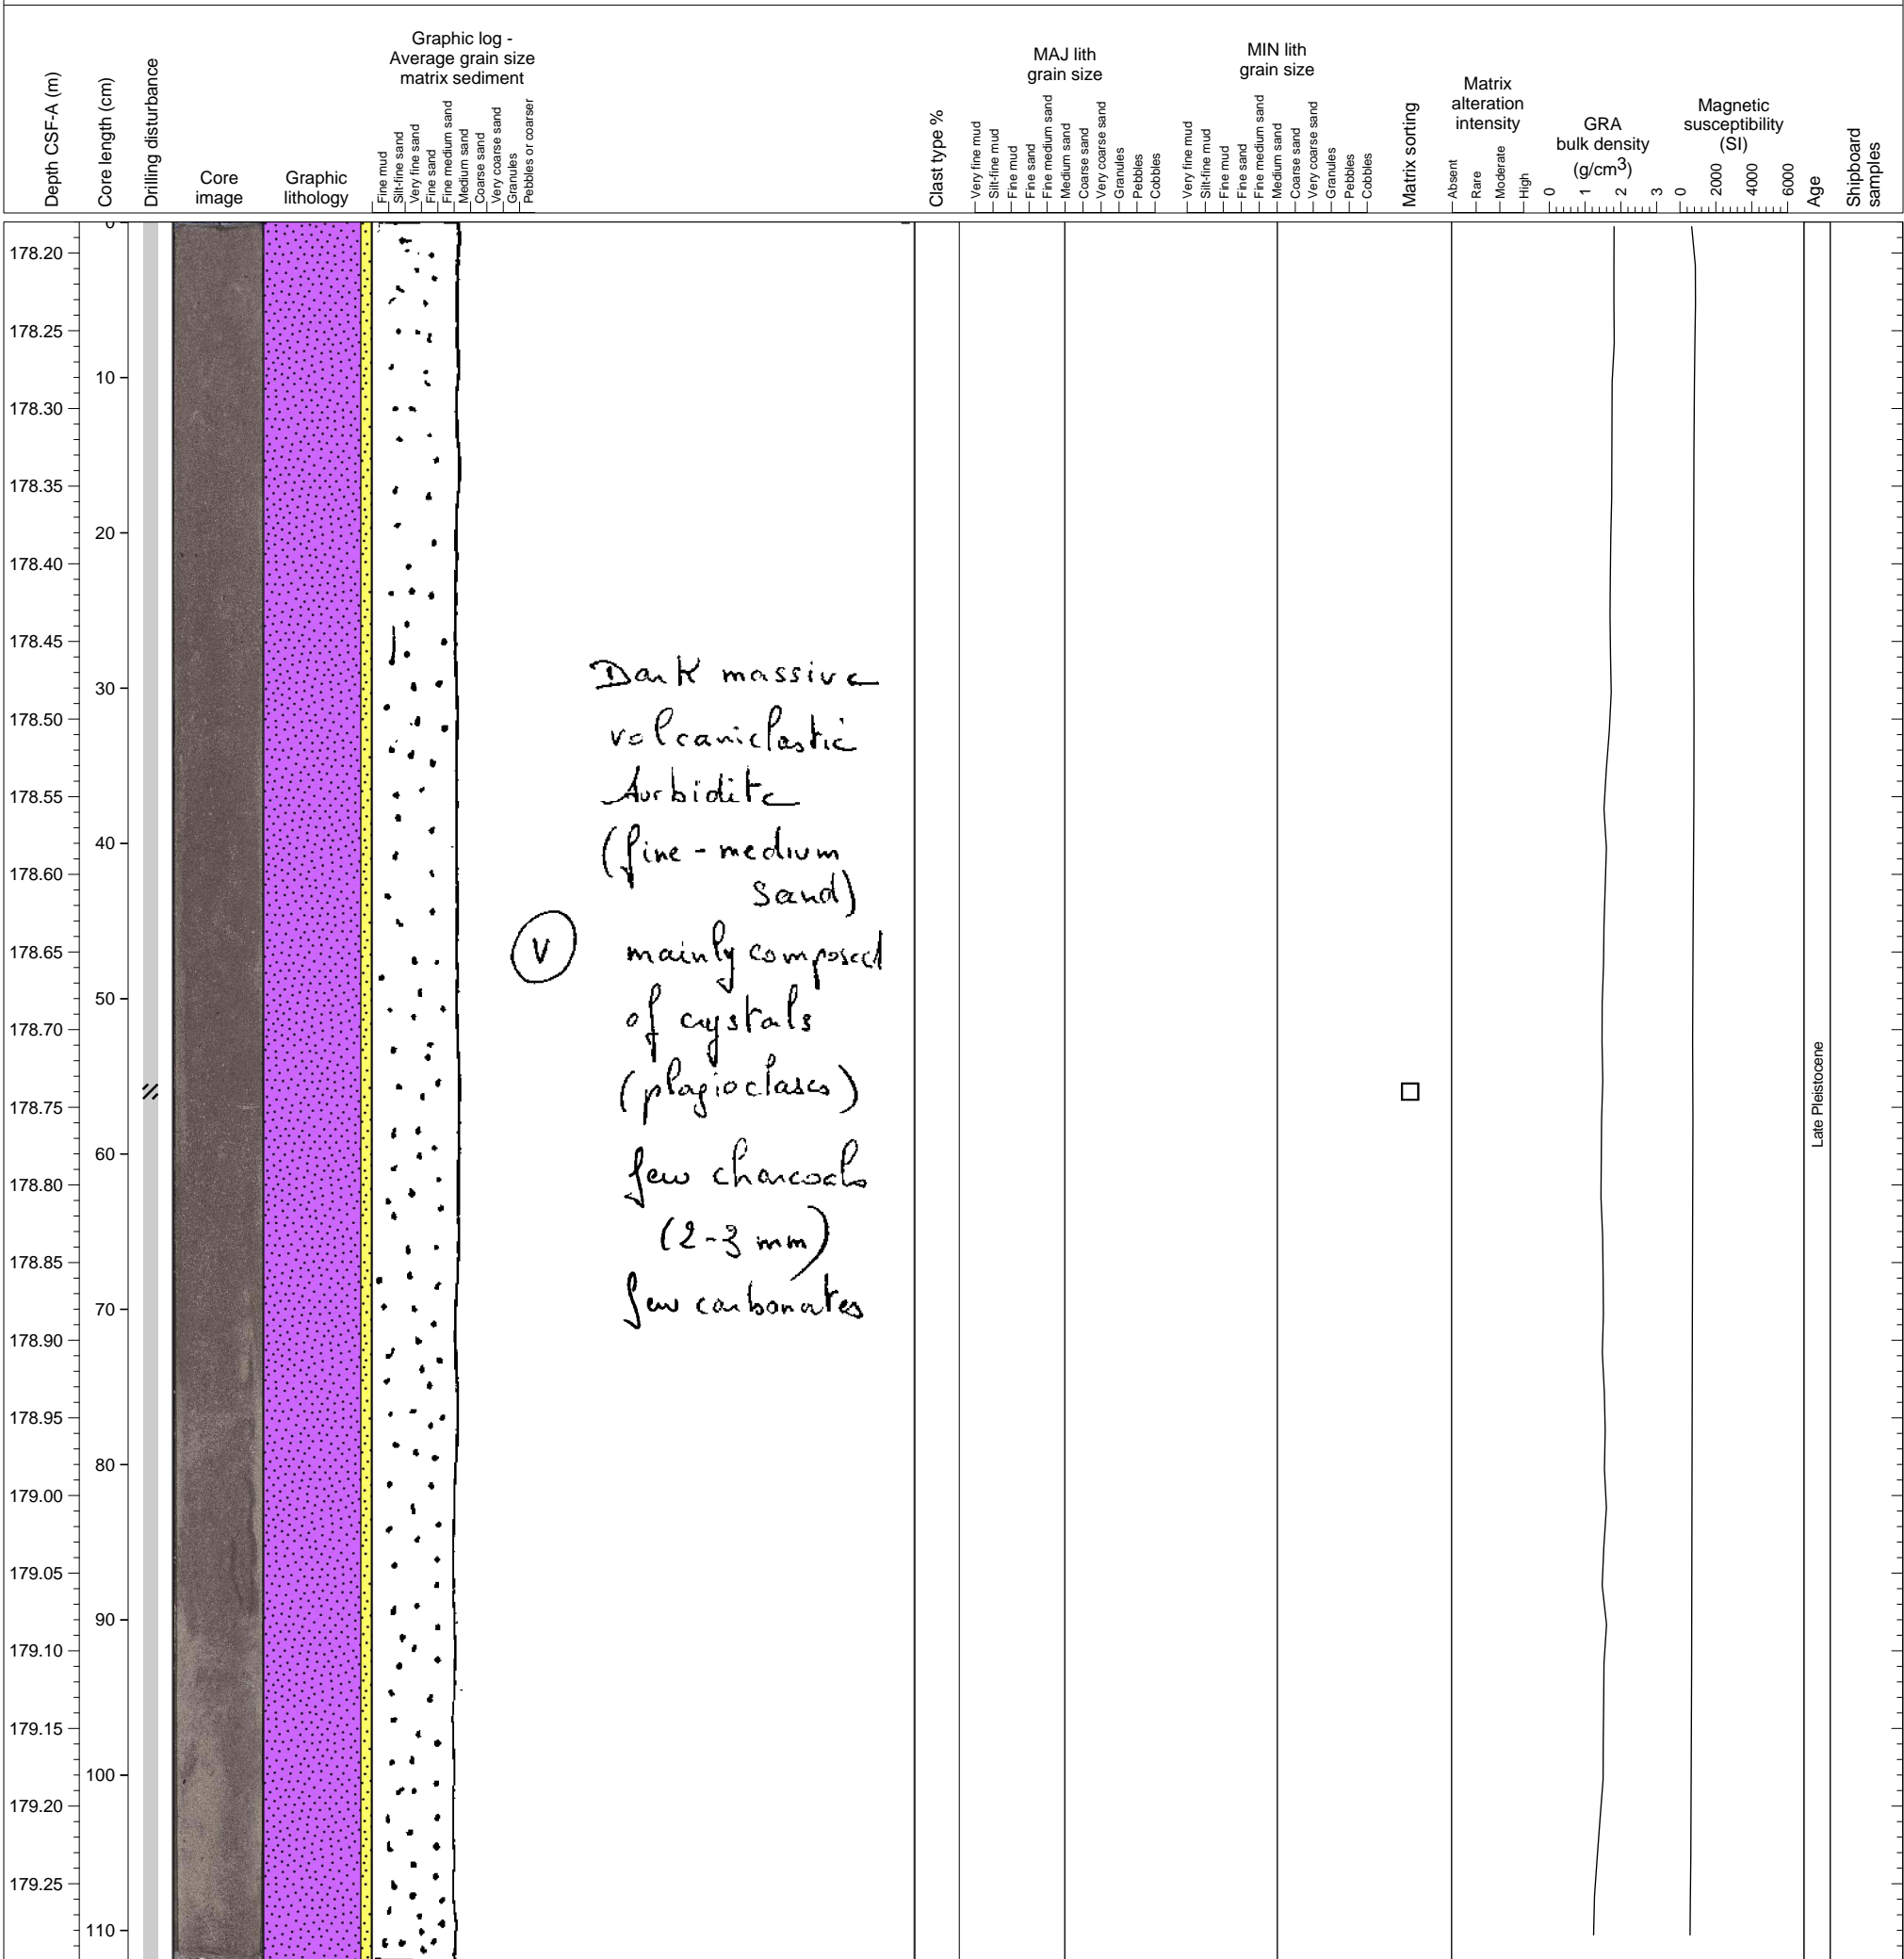 Depth CSF-A (m)
Core length (cm)
Drilling disturbance
Core
image
Graphic
lithology
Graphic log -
Average grain size
matrix sediment
Fine mud
Silt-fine sand
Very fine sand
Fine sand
Fine medium sand
Medium sand
Coarse sand
Very coarse sand
Granules
Pebbles or coarser
Clast type %
MAJ lith
grain size
Very fine mud
Silt-fine mud
Fine mud
Fine sand
Fine medium sand
Medium sand
Coarse sand
Very coarse sand
Granules
Pebbles
Cobbles
MIN lith
grain size
Very fine mud
Silt-fine mud
Fine mud
Fine sand
Fine medium sand
Medium sand
Coarse sand
Very coarse sand
Granules
Pebbles
Cobbles
Matrix sorting
Matrix
alteration
intensity
Absent
Rare
Moderate
High
GRA
bulk density
(g/cm3)
0 1 2 3
Magnetic
susceptibility
(SI)
0 2000 4000 6000
Age
Shipboard
samples
0
178.20
178.25
10
178.30
178.35
20
178.40
178.45
30
178.50
178.55
40
178.60
178.65
50
178.70
178.75
60
178.80
178.85
70
178.90
178.95
80
179.00
179.05
90
179.10
179.15
100
179.20
179.25
110
Dark massive
volcaniclastic
turbidite
(fine-medium
sand)
V
mainly composed
of crystals
(plagioclases)
few charcoals
(2-3 mm)
few carbonates
Late Pleistocene